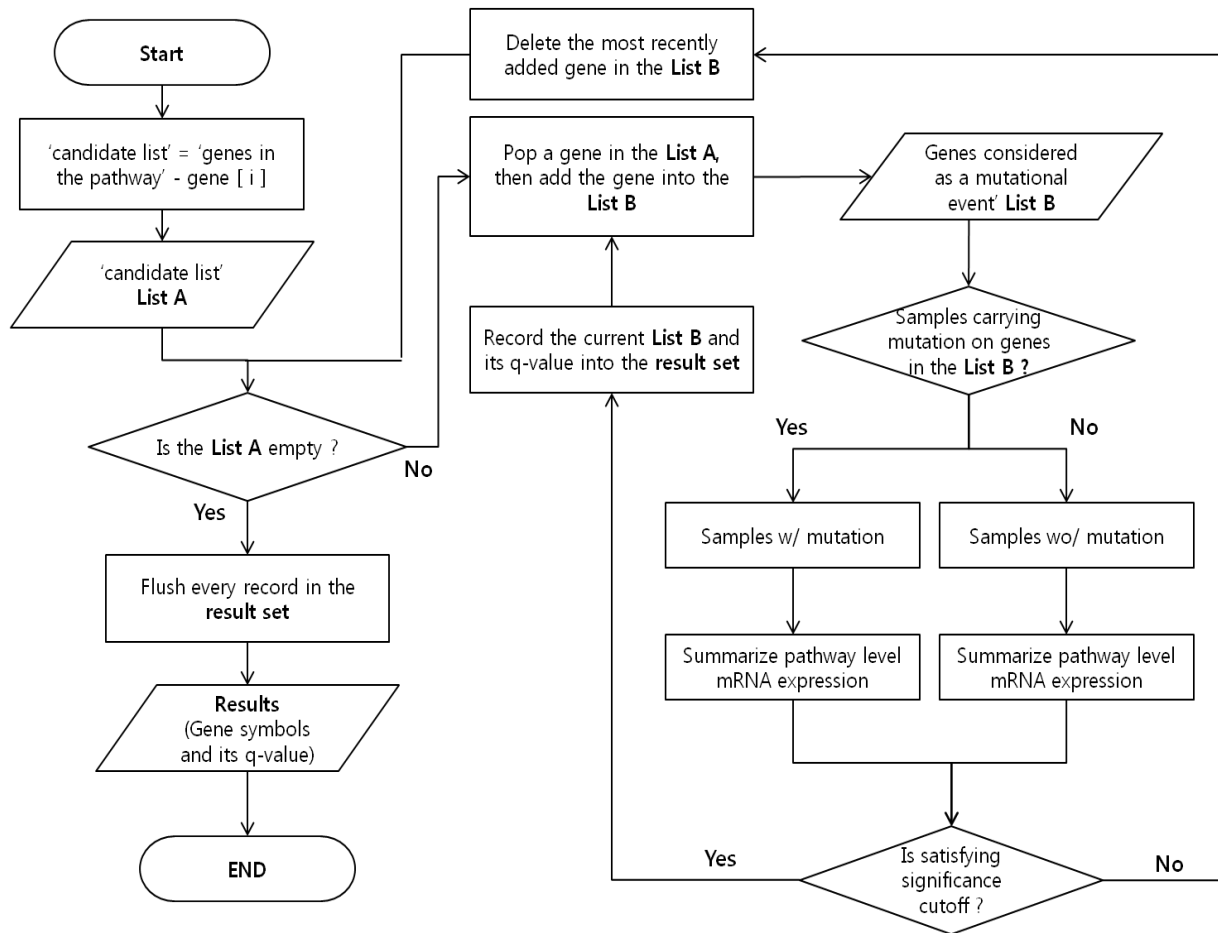 Start
'candidate list' = 'genes in
the pathway' - gene [ i ]
'candidate list'
List A
Is the List A empty ?
No
Yes
Flush every record in the
result set
Results
(Gene symbols
and its q-value)
END
Delete the most recently
added gene in the List B
Pop a gene in the List A,
then add the gene into the
List B
Record the current List B and
its q-value into the result set
Genes considered
as a mutational
event' List B
Samples carrying
mutation on genes
in the List B ?
Yes
No
Samples w/ mutation
Samples wo/ mutation
Summarize pathway level
mRNA expression
Summarize pathway level
mRNA expression
Is satisfying
significance
cutoff ?
Yes
No